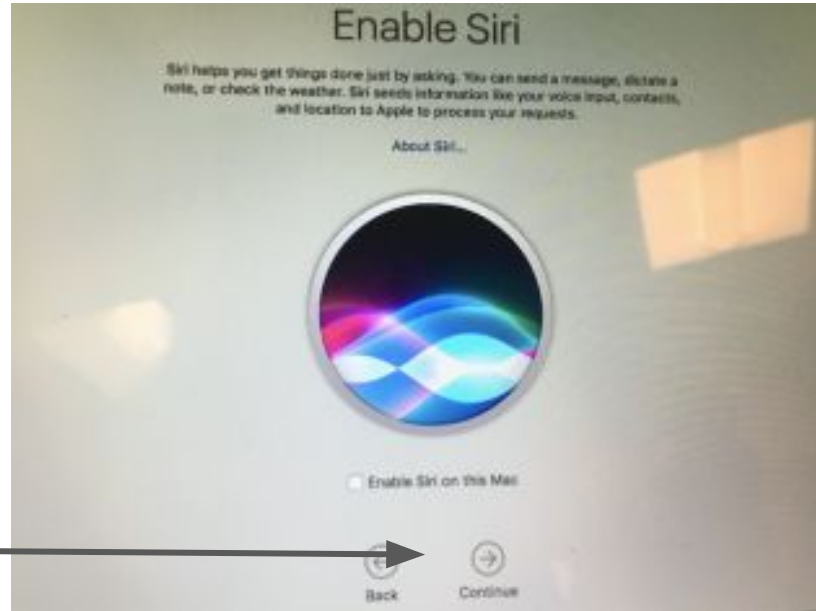 Enable Siri
Siri helps you get things done just by asking. You can send a message, dictate a
note, or check the weather. Siri sends information like your voice input, contacts,
and location to Apple to process your requests.
About Siri...
Enable Siri on this Mac
Back Continue